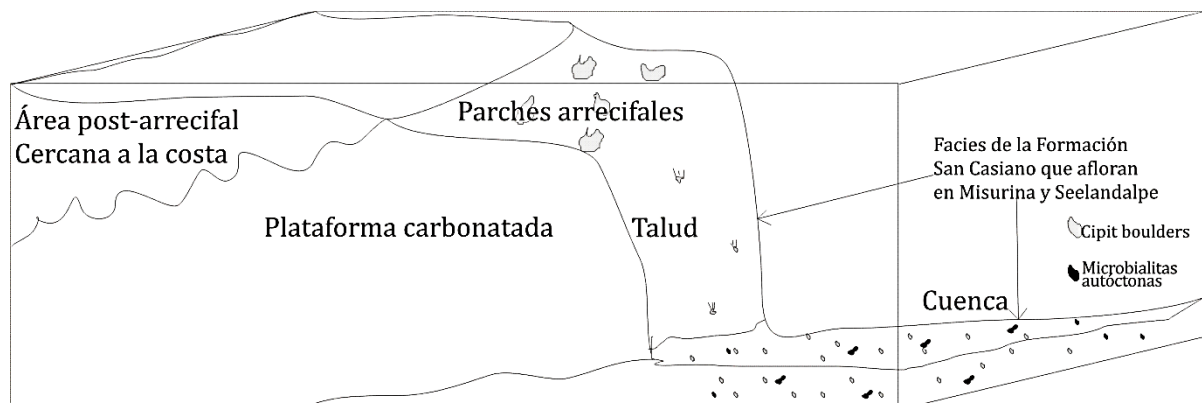 Área post-arrecifal
Cercana a la costa
Parches arrecifales
Plataforma carbonatada
Talud
Facies de la Formación
San Casiano que afloran
en Misurina y Seelandalpe
Cipit boulders
Microbialitas
autóctonas
Cuenca